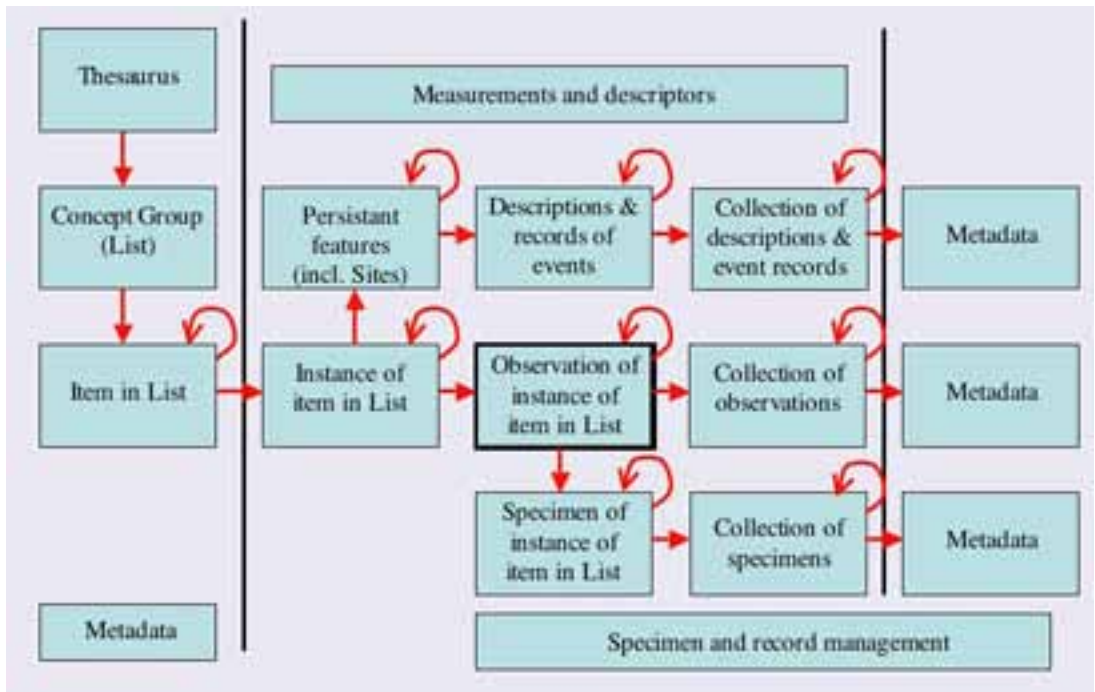 Thesaurus
Measurements and descriptors
Concept Group
(List)
Persistant
features
(incl. Sites)
Descriptions &
records of
events
Collection of
descriptions &
event records
Metadata
Item in List
Instance of
item in List
Observation of
instance of
item in List
Collection of
observations
Metadata
Specimen of
instance of
item in List
Collection of
specimens
Metadata
Metadata
Specimen and record management